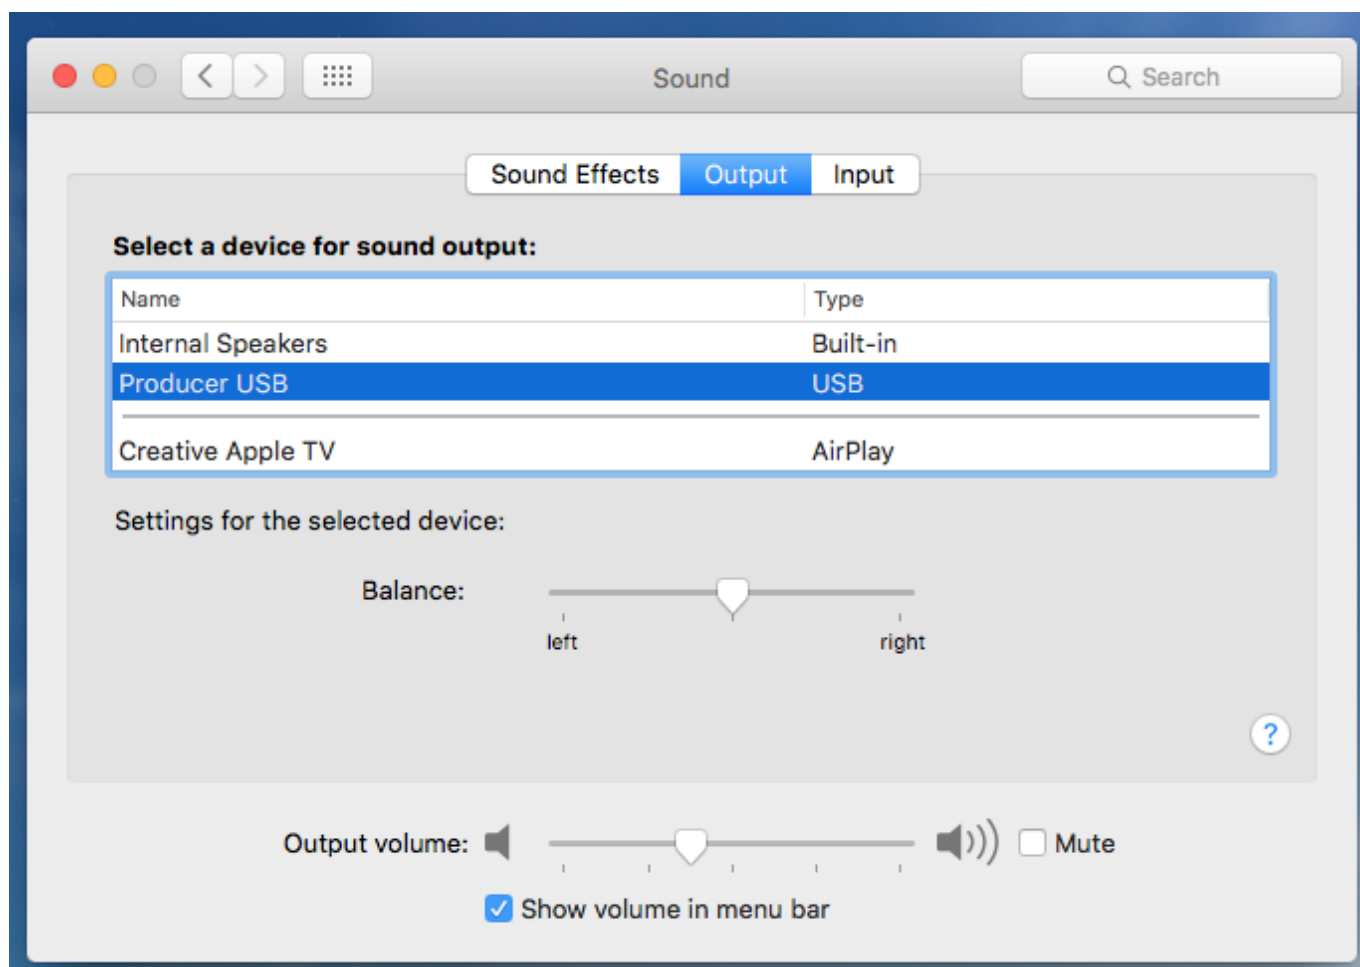 Sound
Search
Sound Effects Output Input
Select a device for sound output:
Name Type
Internal Speakers Built-in
Producer USB USB
Creative Apple TV AirPlay
Settings for the selected device:
Balance:
left right
?
Output volume: Mute
Show volume in menu bar